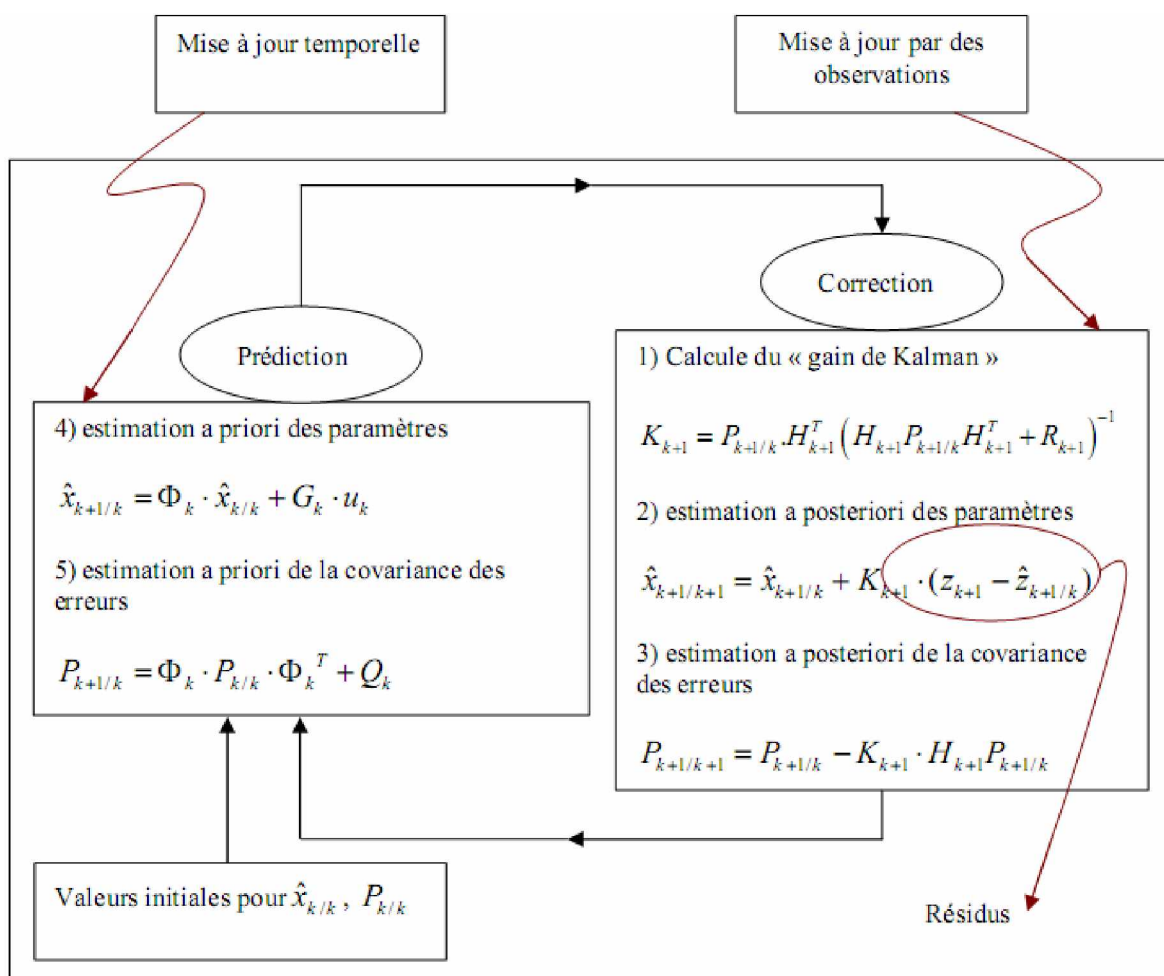 Mise à jour temporelle
Mise à jour par des
observations
Prédiction
Correction
4) estimation a priori des paramètres
x̂_{k+1/k} = Φ_k · x̂_{k/k} + G_k · u_k
5) estimation a priori de la covariance des
erreurs
P_{k+1/k} = Φ_k · P_{k/k} · Φ_k^T + Q_k
1) Calcule du « gain de Kalman »
K_{k+1} = P_{k+1/k}.H_{k+1}^T (H_{k+1} P_{k+1/k} H_{k+1}^T + R_{k+1})^{-1}
2) estimation a posteriori des paramètres
x̂_{k+1/k+1} = x̂_{k+1/k} + K_{k+1} · (z_{k+1} − ẑ_{k+1/k})
3) estimation a posteriori de la covariance
des erreurs
P_{k+1/k+1} = P_{k+1/k} − K_{k+1} · H_{k+1} P_{k+1/k}
Valeurs initiales pour x̂_{k/k} , P_{k/k}
Résidus